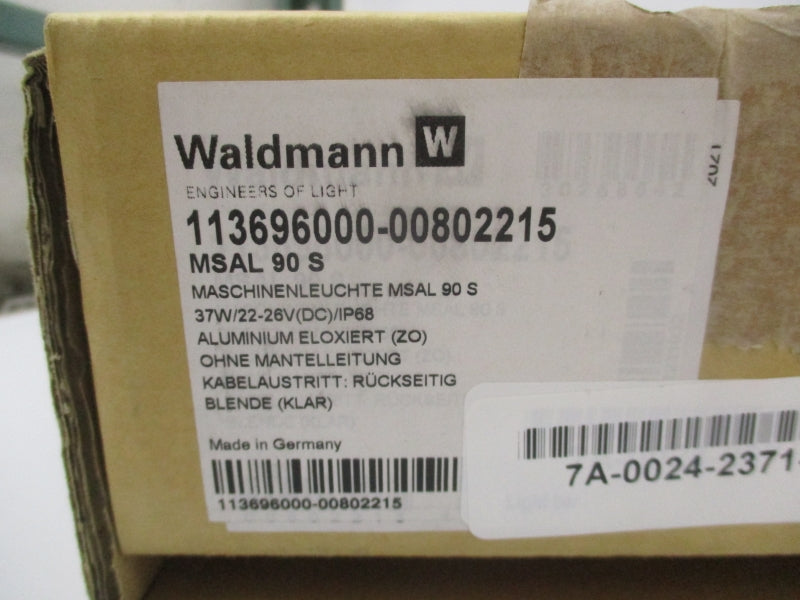 Waldmann W
ENGINEERS OF LIGHT
113696000-00802215
MSAL 90 S
MASCHINENLEUCHTE MSAL 90 S
37W/22-26V(DC)/IP68
ALUMINIUM ELOXIERT (ZO)
OHNE MANTELLEITUNG
KABELAUSTRITT: RÜCKSEITIG
BLENDE (KLAR)
Made in Germany
113696000-00802215
1202
7A-0024-2371